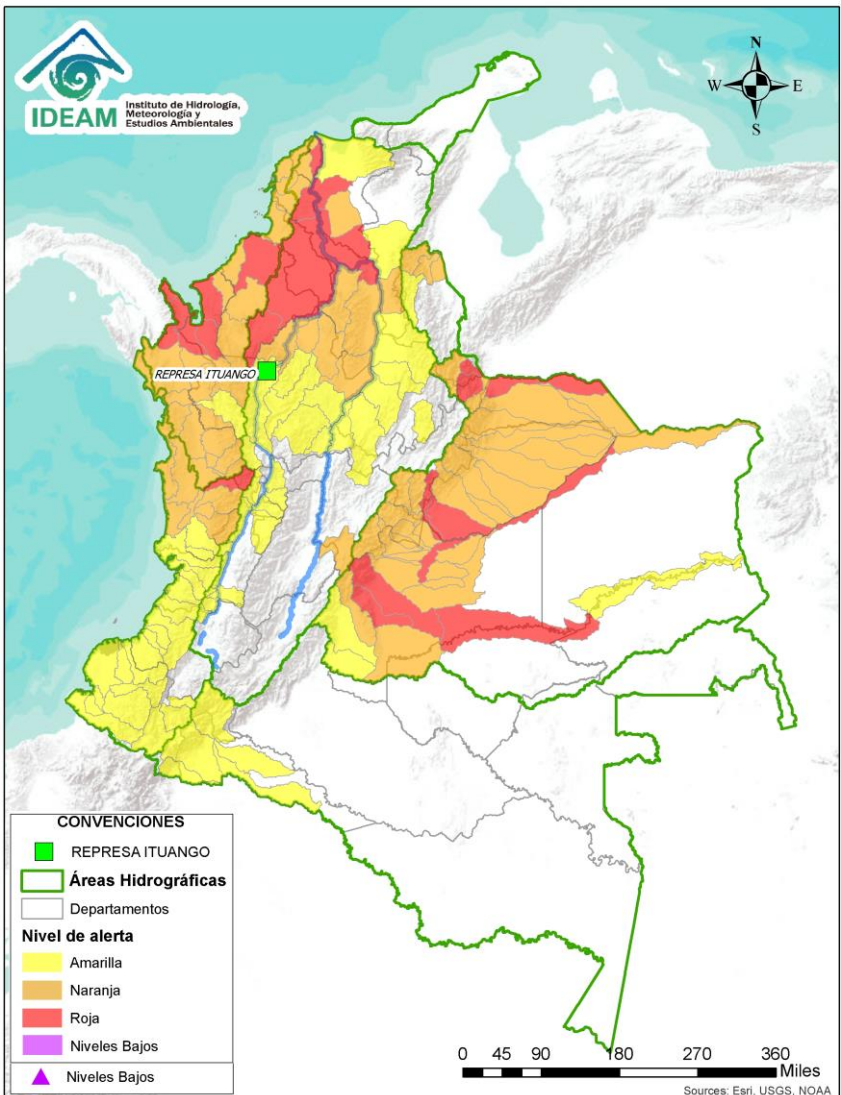 IDEAM
Instituto de Hidrología,
Meteorología y
Estudios Ambientales
N
W
E
S
REPRESA ITUANGO
CONVENCIONES
REPRESA ITUANGO
Áreas Hidrográficas
Departamentos
Nivel de alerta
Amarilla
Naranja
Roja
Niveles Bajos
Niveles Bajos
0 45 90 180 270 360
Miles
Sources: Esri, USGS, NOAA